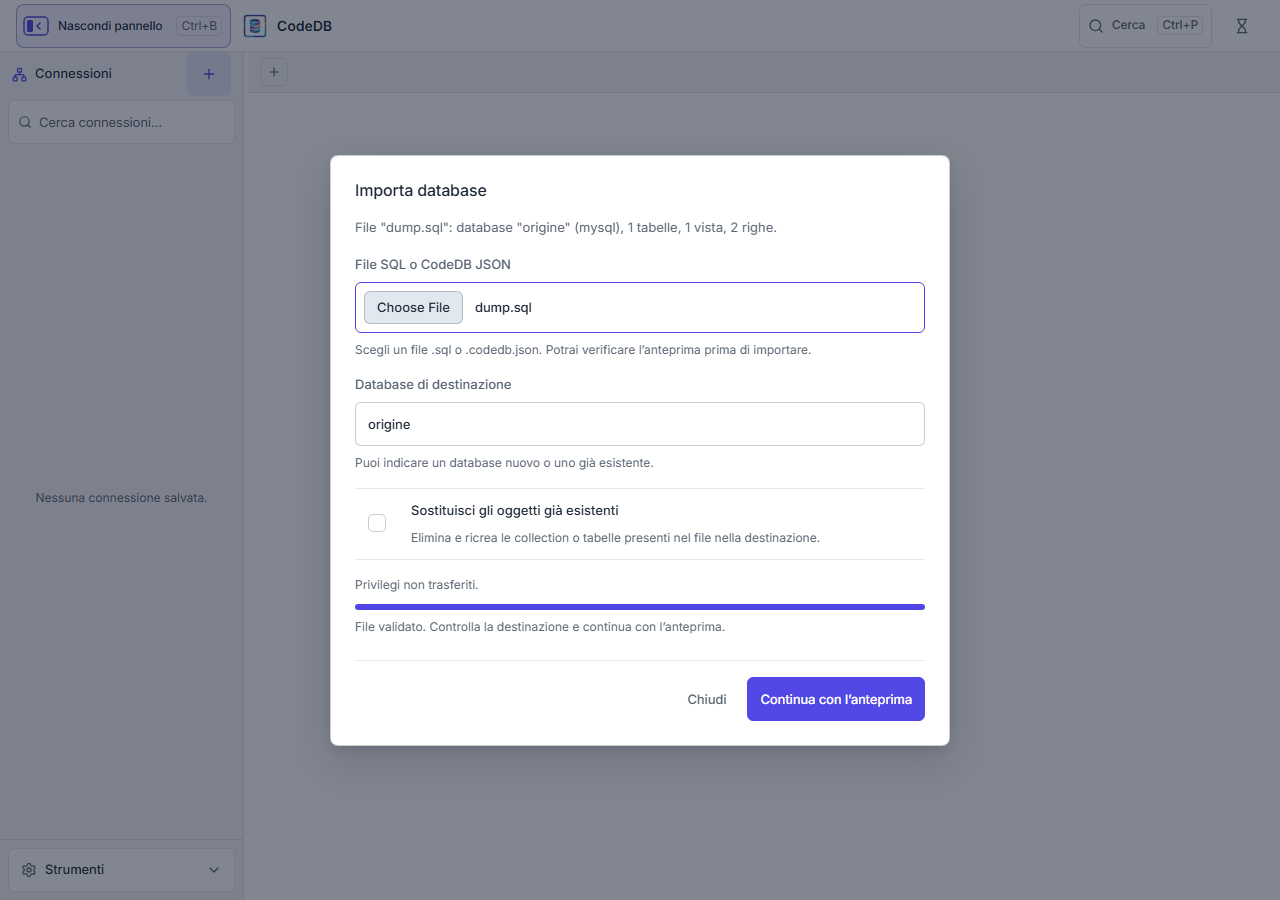 Nascondi pannello Ctrl+B CodeDB Cerca Ctrl+P
Connessioni + +
Cerca connessioni...
Nessuna connessione salvata.
Strumenti
Importa database
File "dump.sql": database "origine" (mysql), 1 tabelle, 1 vista, 2 righe.
File SQL o CodeDB JSON
Choose File dump.sql
Scegli un file .sql o .codedb.json. Potrai verificare l’anteprima prima di importare.
Database di destinazione
origine
Puoi indicare un database nuovo o uno già esistente.
Sostituisci gli oggetti già esistenti
Elimina e ricrea le collection o tabelle presenti nel file nella destinazione.
Privilegi non trasferiti.
File validato. Controlla la destinazione e continua con l’anteprima.
Chiudi Continua con l’anteprima